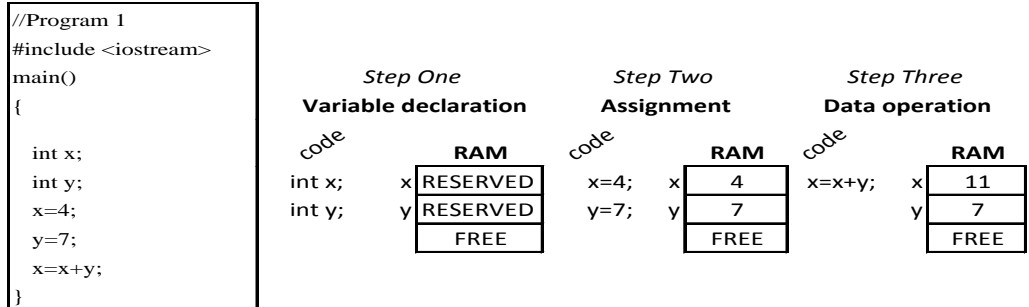 //Program 1
#include <iostream>
main()
{
int x;
int y;
x=4;
y=7;
x=x+y;
}
Step One
Variable declaration
code
RAM
int x; x RESERVED
int y; y RESERVED
FREE
Step Two
Assignment
code
RAM
x=4; x 4
y=7; y 7
FREE
Step Three
Data operation
code
RAM
x=x+y; x 11
y 7
FREE